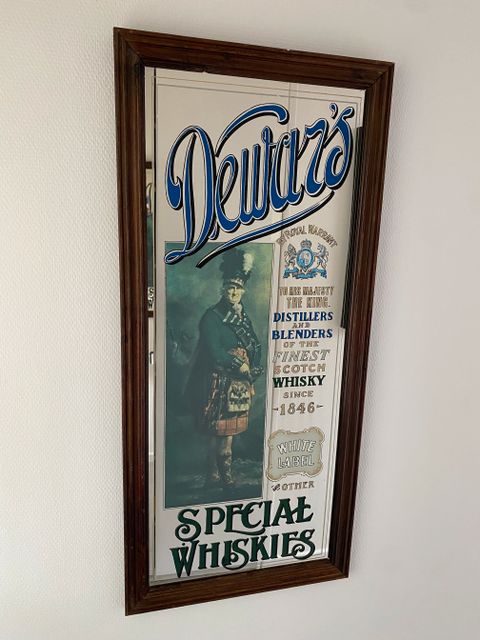 Dewar's
BY ROYAL WARRANT
TO HIS MAJESTY
THE KING.
DISTILLERS
AND
BLENDERS
OF THE
FINEST
SCOTCH
WHISKY
SINCE
-1846-
WHITE
LABEL
& OTHER
SPECIAL
WHISKIES